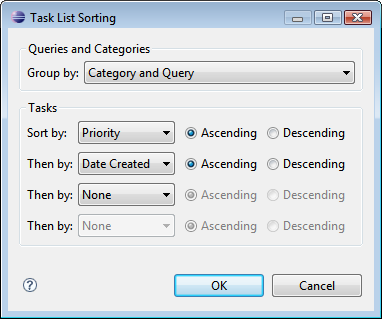 Task List Sorting
Queries and Categories
Group by: Category and Query
Tasks
Sort by: Priority Ascending Descending
Then by: Date Created Ascending Descending
Then by: None Ascending Descending
Then by: None Ascending Descending
? OK Cancel